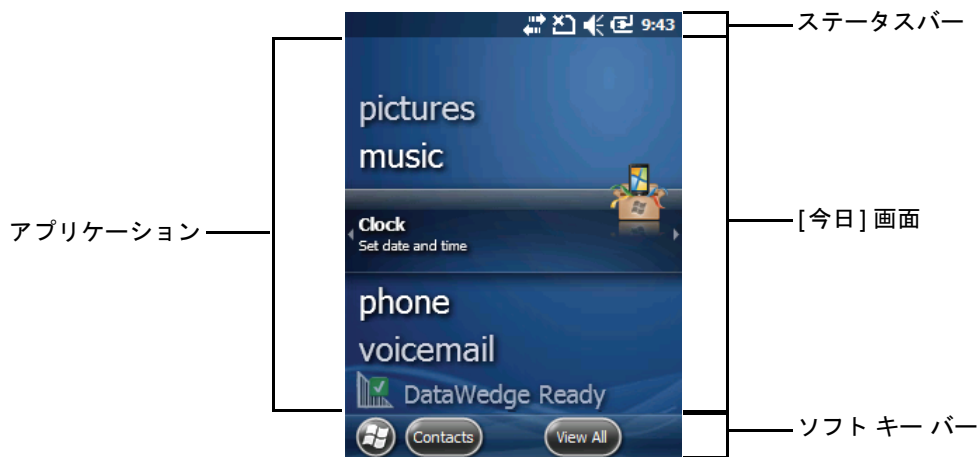 9:43
ステータスバー
pictures
music
Clock
Set date and time
アプリケーション
[今日] 画面
phone
voicemail
DataWedge Ready
Contacts
View All
ソフト キー バー